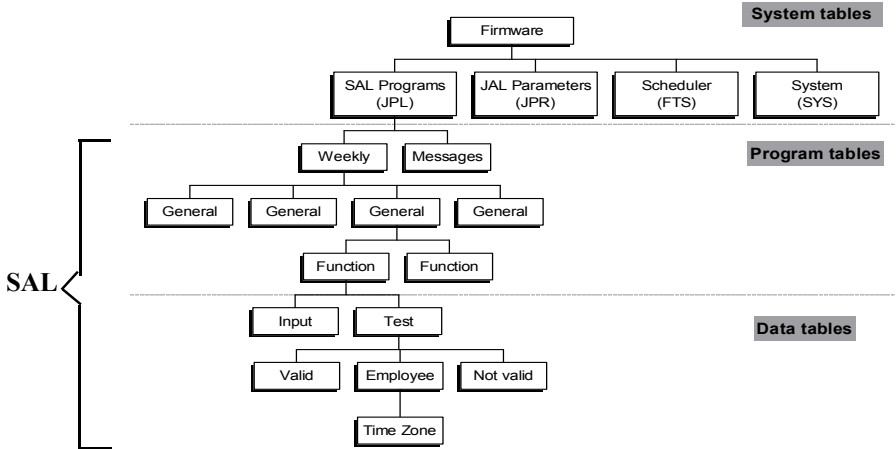 System tables
Firmware
SAL Programs
(JPL)
JAL Parameters
(JPR)
Scheduler
(FTS)
System
(SYS)
Weekly
Messages
Program tables
General
General
General
General
Function
Function
SAL
Input
Test
Data tables
Valid
Employee
Not valid
Time Zone